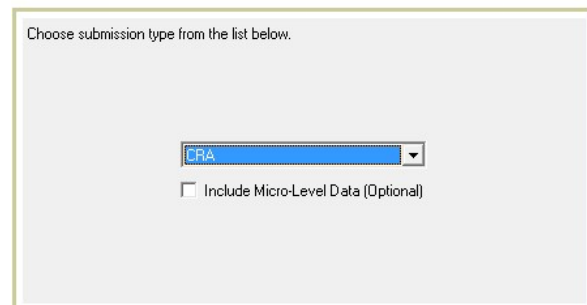 Choose submission type from the list below.
CRA
Include Micro-Level Data (Optional)